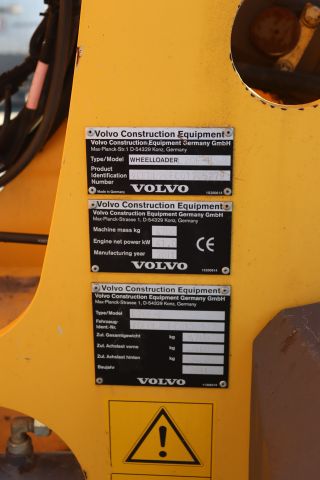 Volvo Construction Equipment
Volvo Construction Equipment Germany GmbH
Max-Planck-Str.1 D-54329 Konz, Germany
Type/Model WHEELLOADER
Product
Identification
Number
Made in Germany
VOLVO
Volvo Construction Equipment
Volvo Construction Equipment Germany GmbH
Max-Planck-Strasse 1, D-54329 Konz, Germany
Machine mass kg
Engine net power kW
Manufacturing year
CE
VOLVO
Volvo Construction Equipment
Volvo Construction Equipment Germany GmbH
Max-Planck-Strasse 1, D-54329 Konz, Germany
Type/Model
Fahrzeug-
Ident.-Nr.
Zul. Gesamtgewicht kg
Zul. Achslast vorne kg
Zul. Achslast hinten kg
Baujahr
VOLVO